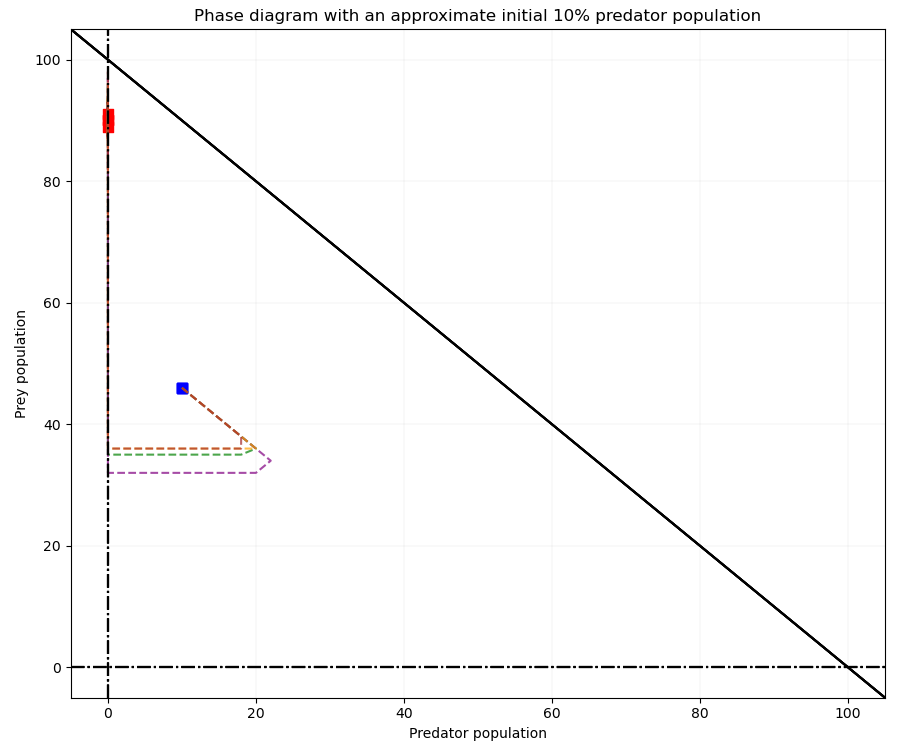 Phase diagram with an approximate initial 10% predator population
Prey population
100
80
60
40
20
0
0 20 40 60 80 100
Predator population